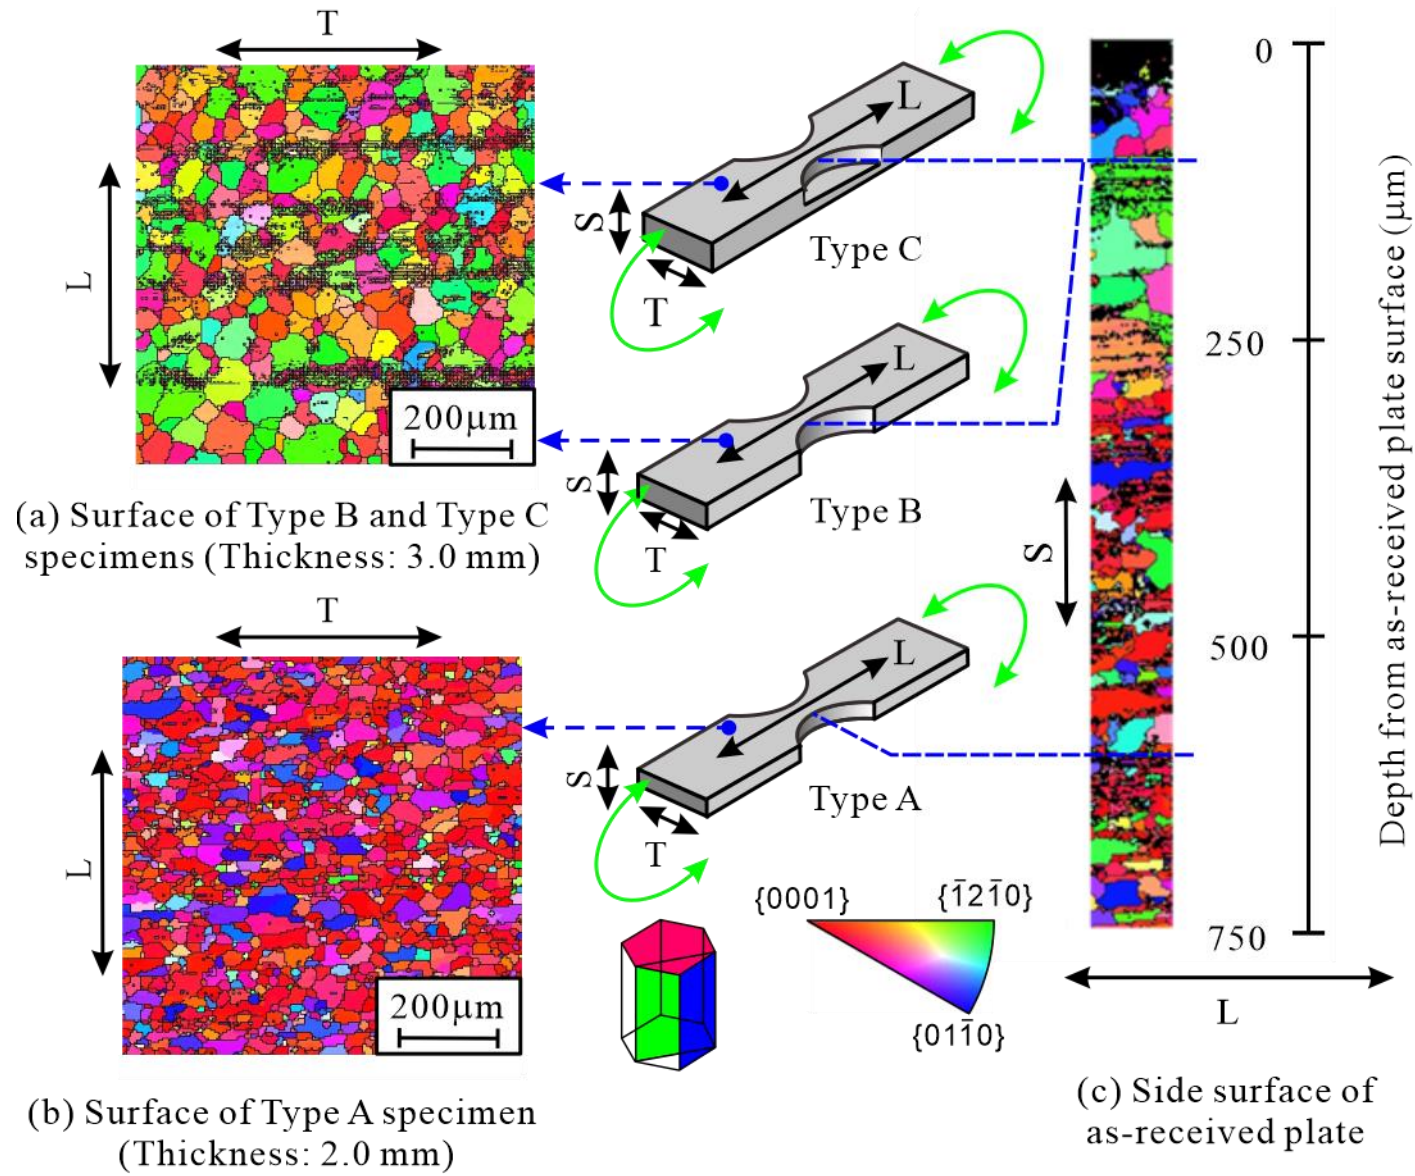 T
L
200μm
(a) Surface of Type B and Type C
specimens (Thickness: 3.0 mm)
T
L
200μm
(b) Surface of Type A specimen
(Thickness: 2.0 mm)
L
S
T
Type C
L
S
T
Type B
L
S
T
Type A
{0001}
{1̅21̅0}
{011̅0}
0
250
500
750
S
L
Depth from as-received plate surface (μm)
(c) Side surface of
as-received plate